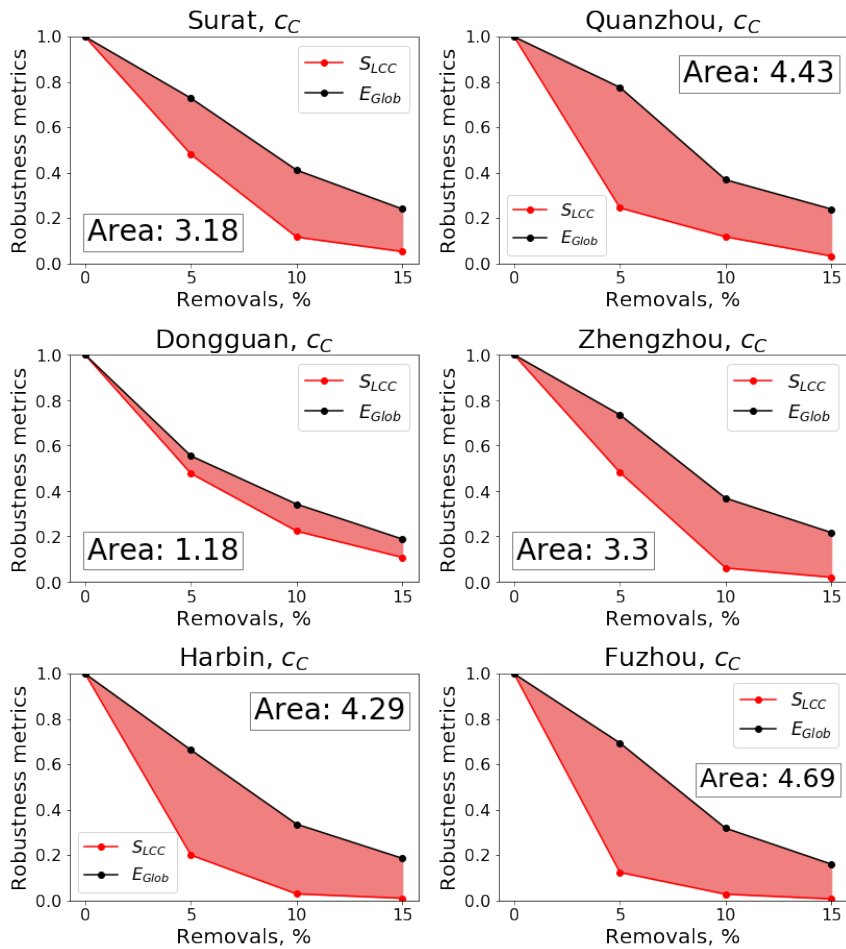 Surat, c_C
Robustness metrics
1.0
0.8
0.6
0.4
0.2
0.0
S_LCC
E_Glob
Area: 3.18
0 5 10 15
Removals, %
Quanzhou, c_C
Robustness metrics
1.0
0.8
0.6
0.4
0.2
0.0
Area: 4.43
S_LCC
E_Glob
0 5 10 15
Removals, %
Dongguan, c_C
Robustness metrics
1.0
0.8
0.6
0.4
0.2
0.0
S_LCC
E_Glob
Area: 1.18
0 5 10 15
Removals, %
Zhengzhou, c_C
Robustness metrics
1.0
0.8
0.6
0.4
0.2
0.0
S_LCC
E_Glob
Area: 3.3
0 5 10 15
Removals, %
Harbin, c_C
Robustness metrics
1.0
0.8
0.6
0.4
0.2
0.0
Area: 4.29
S_LCC
E_Glob
0 5 10 15
Removals, %
Fuzhou, c_C
Robustness metrics
1.0
0.8
0.6
0.4
0.2
0.0
S_LCC
E_Glob
Area: 4.69
0 5 10 15
Removals, %